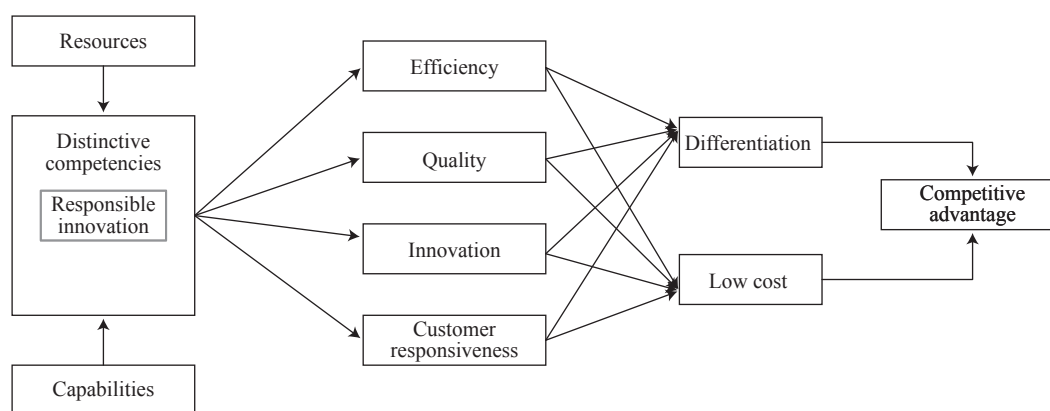 Resources
Distinctive
competencies
Responsible
innovation
Capabilities
Efficiency
Quality
Innovation
Customer
responsiveness
Differentiation
Low cost
Competitive
advantage